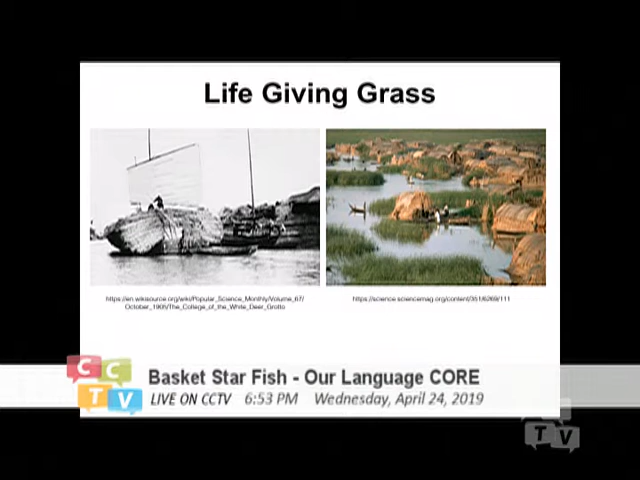 Life Giving Grass
https://en.wikisource.org/wiki/Popular_Science_Monthly/Volume_67/
October_1905/The_College_of_the_White_Deer_Grotto
https://science.sciencemag.org/content/351/6269/111
Basket Star Fish - Our Language CORE
LIVE ON CCTV 6:53 PM Wednesday, April 24, 2019
CCTV
TV